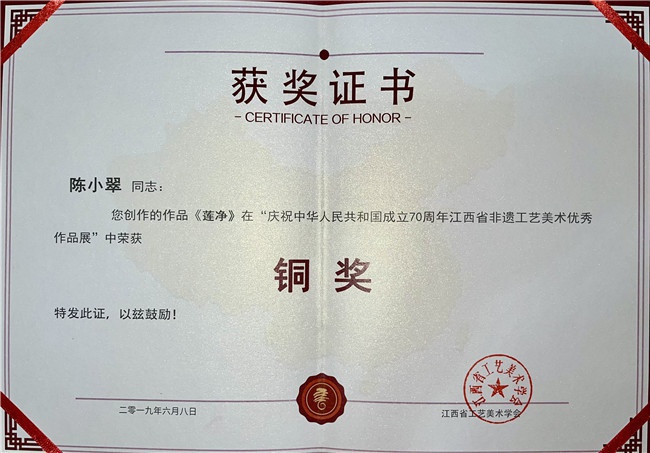 获奖证书
- CERTIFICATE OF HONOR -
陈小翠 同志：
您创作的作品《莲净》在“庆祝中华人民共和国成立70周年江西省非遗工艺美术优秀
作品展”中荣获
铜奖
特发此证，以兹鼓励！
江西省工艺美术学会
二零一九年六月八日 江西省工艺美术学会